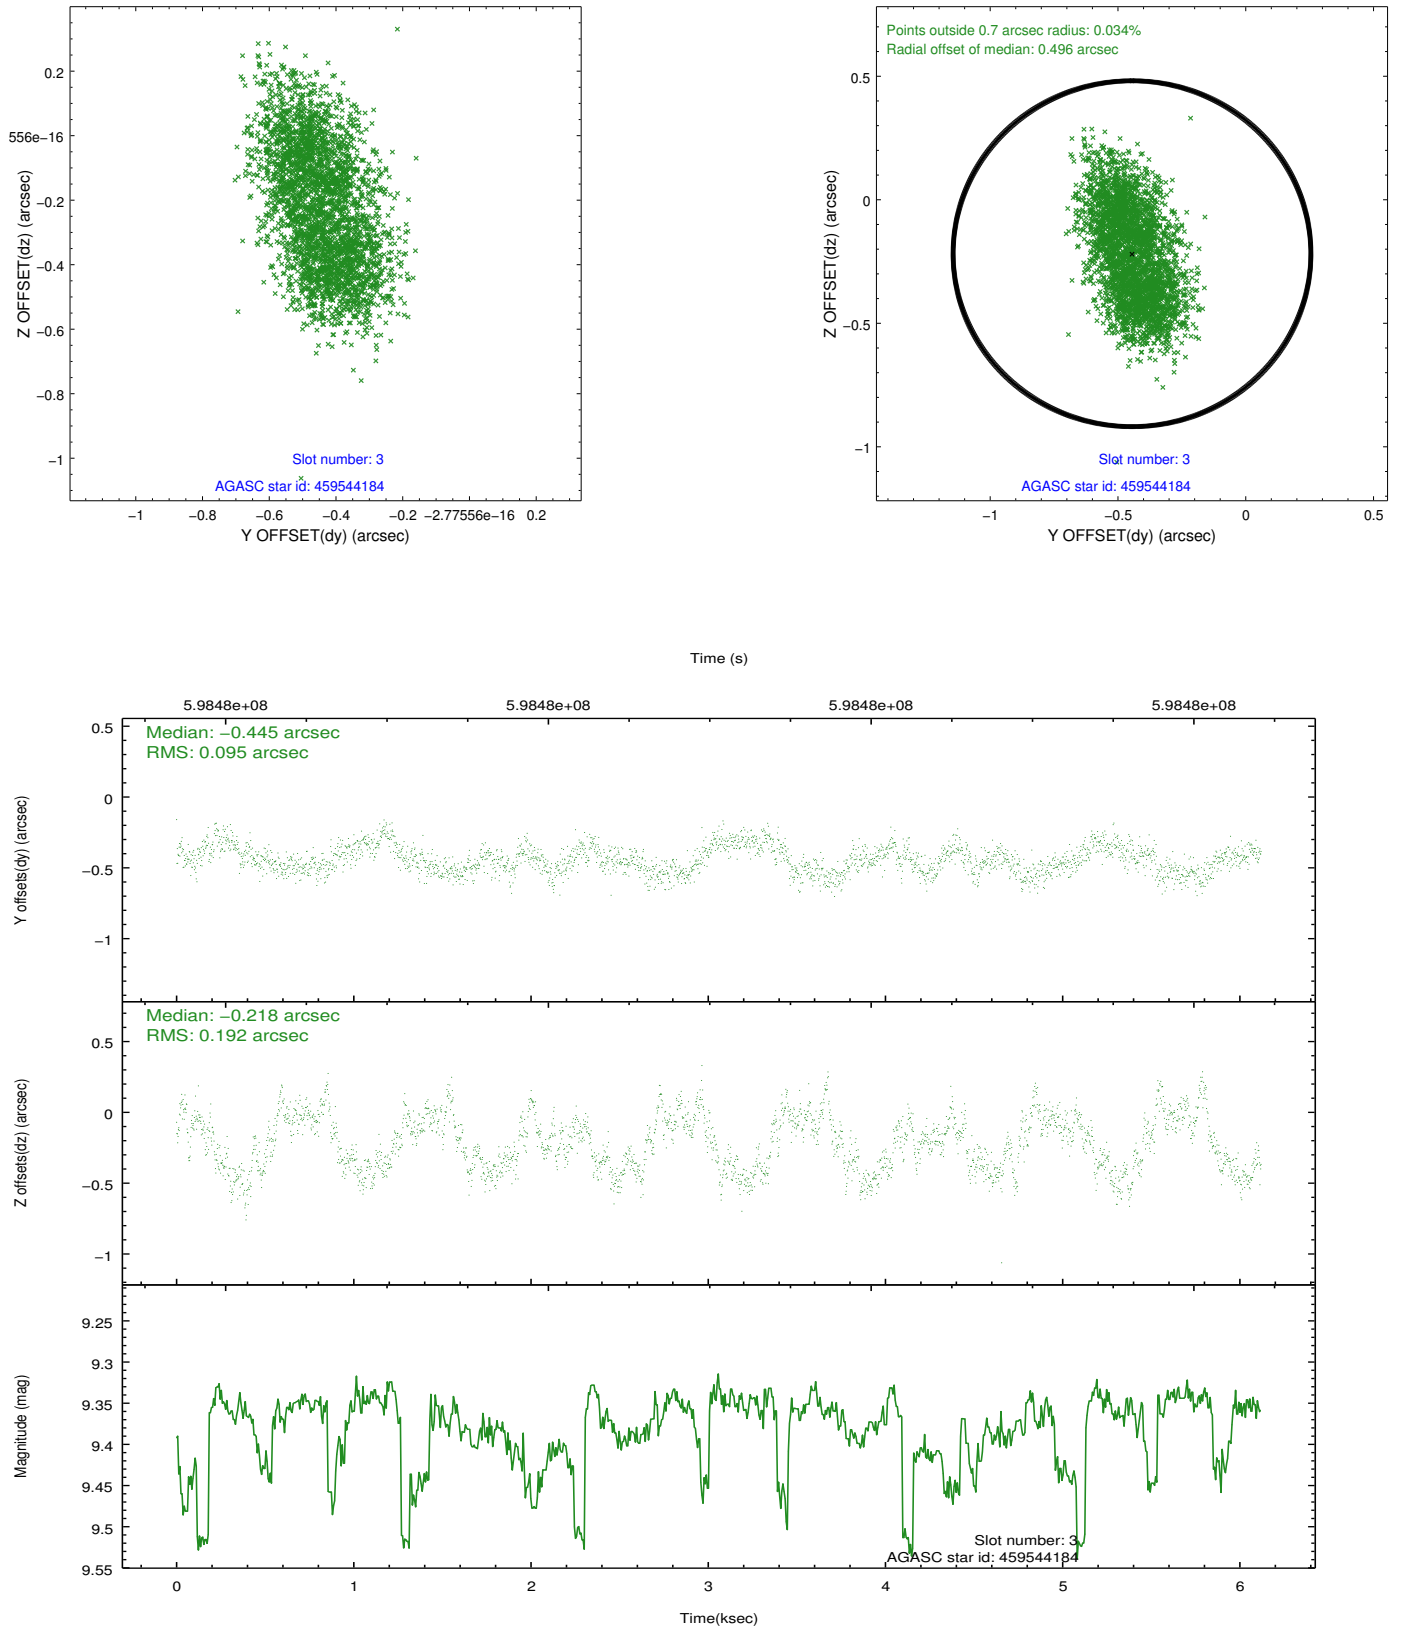 0.2
556e−16
−0.2
−0.4
−0.6
−0.8
−1
Z OFFSET(dz) (arcsec)
Slot number: 3
AGASC star id: 459544184
−1 −0.8 −0.6 −0.4 −0.2 −2.77556e−16 0.2
Y OFFSET(dy) (arcsec)
Points outside 0.7 arcsec radius: 0.034%
Radial offset of median: 0.496 arcsec
0.5
0
−0.5
−1
Z OFFSET(dz) (arcsec)
Slot number: 3
AGASC star id: 459544184
−1 −0.5 0 0.5
Y OFFSET(dy) (arcsec)
Time (s)
5.9848e+08 5.9848e+08 5.9848e+08 5.9848e+08
Median: −0.445 arcsec
RMS: 0.095 arcsec
0.5
0
−0.5
−1
Y offsets(dy) (arcsec)
Median: −0.218 arcsec
RMS: 0.192 arcsec
0.5
0
−0.5
−1
Z offsets(dz) (arcsec)
9.25
9.3
9.35
9.4
9.45
9.5
9.55
Magnitude (mag)
Slot number: 3
AGASC star id: 459544184
0 1 2 3 4 5 6
Time(ksec)